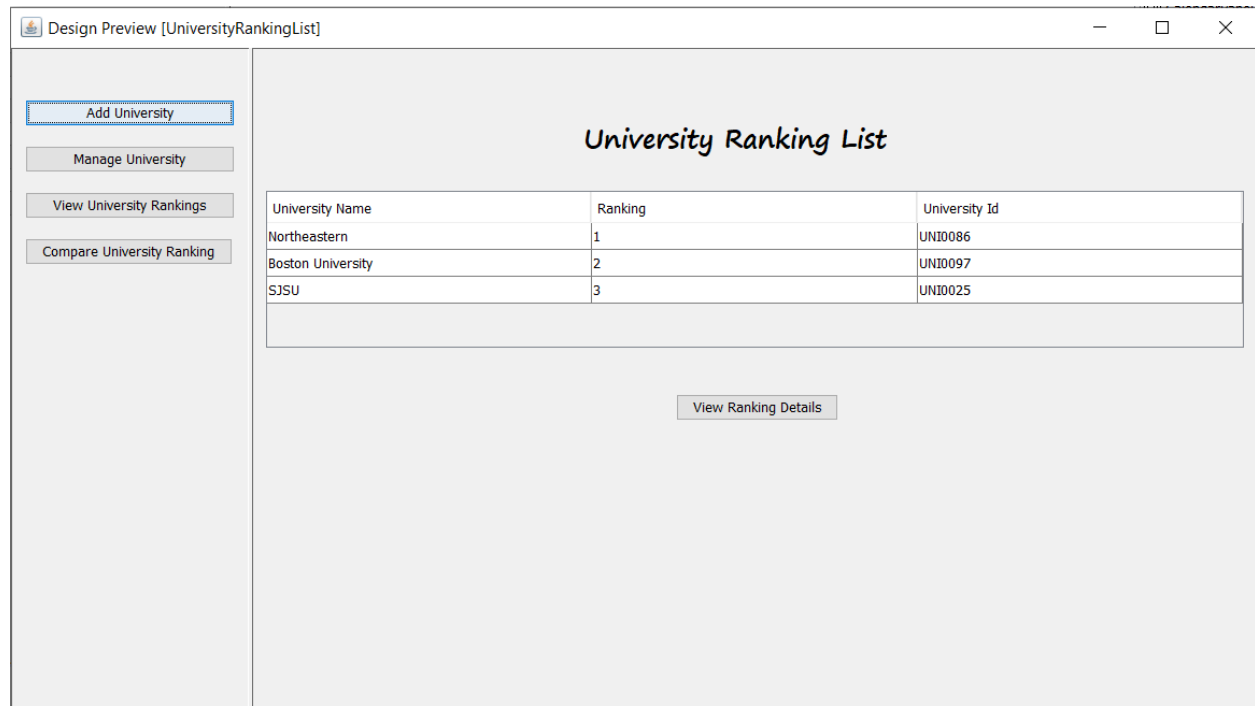 Design Preview [UniversityRankingList]
Add University
Manage University
View University Rankings
Compare University Ranking
University Ranking List
University Name Ranking University Id
Northeastern 1 UNI0086
Boston University 2 UNI0097
SJSU 3 UNI0025
View Ranking Details